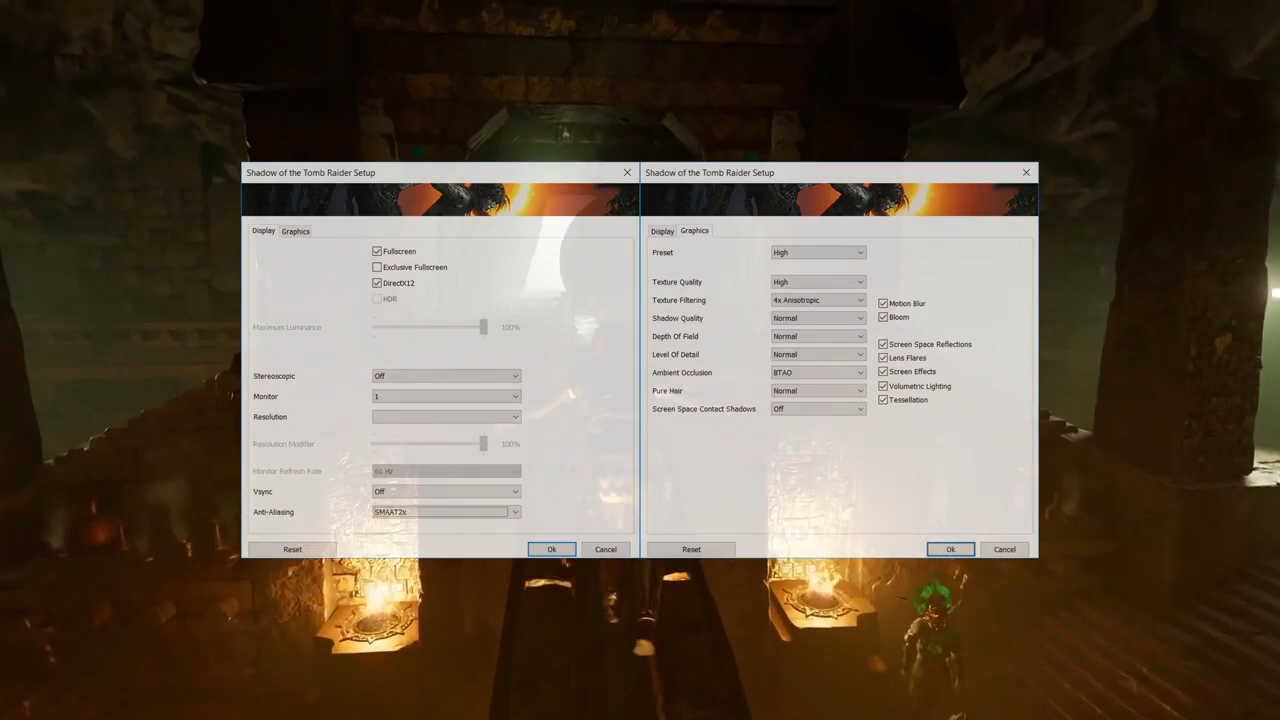 Shadow of the Tomb Raider Setup
Display Graphics
Fullscreen
Exclusive Fullscreen
DirectX12
HDR
Maximum Luminance 100%
Stereoscopic Off
Monitor 1
Resolution
Resolution Modifier 100%
Monitor Refresh Rate 60 Hz
Vsync Off
Anti-Aliasing SMAAT2x
Reset Ok Cancel
Shadow of the Tomb Raider Setup
Display Graphics
Preset High
Texture Quality High
Texture Filtering 4x Anisotropic
Shadow Quality Normal
Depth Of Field Normal
Level Of Detail Normal
Ambient Occlusion BTAO
Pure Hair Normal
Screen Space Contact Shadows Off
Motion Blur
Bloom
Screen Space Reflections
Lens Flares
Screen Effects
Volumetric Lighting
Tessellation
Reset Ok Cancel